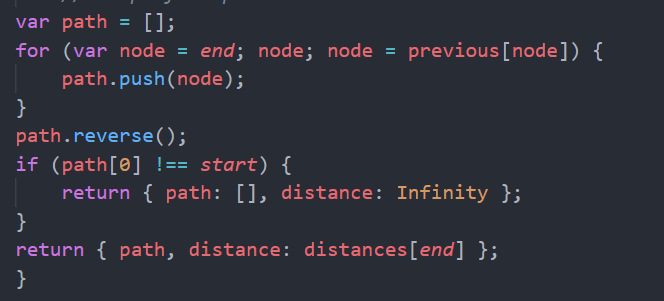 var path = [];
for (var node = end; node; node = previous[node]) {
    path.push(node);
}
path.reverse();
if (path[0] !== start) {
    return { path: [], distance: Infinity };
}
return { path, distance: distances[end] };
}